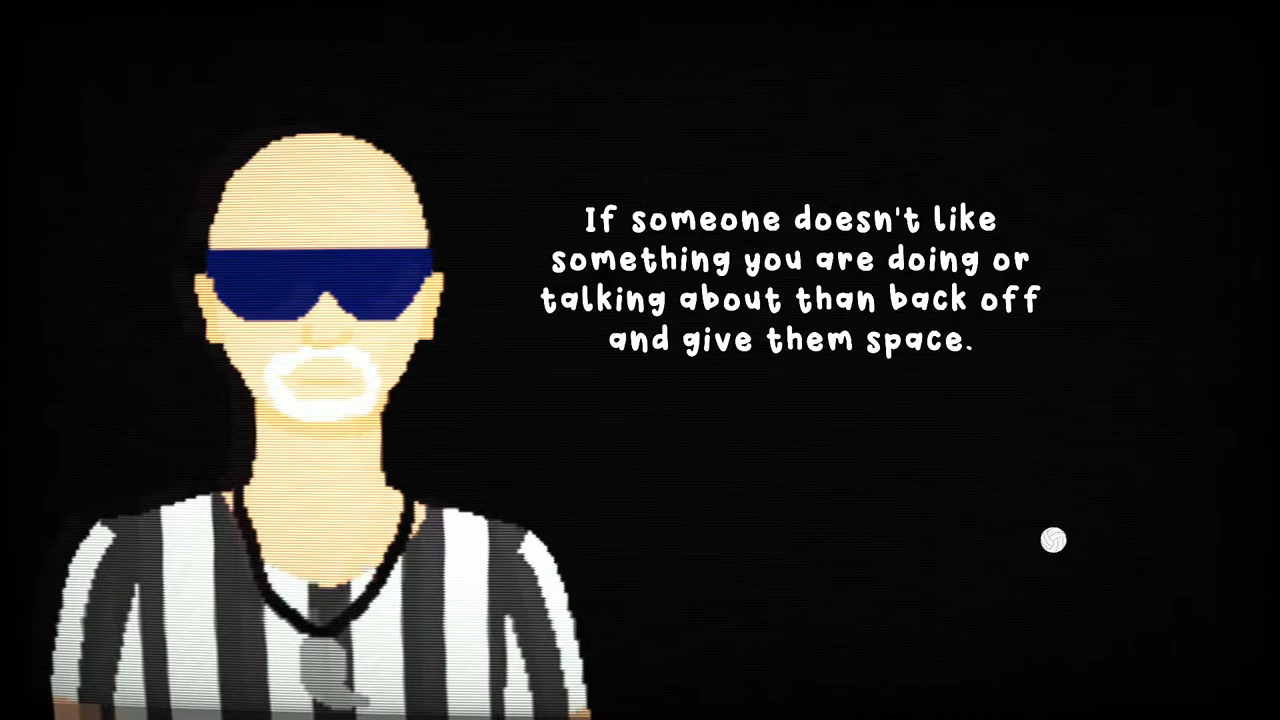 If someone doesn't like
something you are doing or
talking about than back off
and give them space.